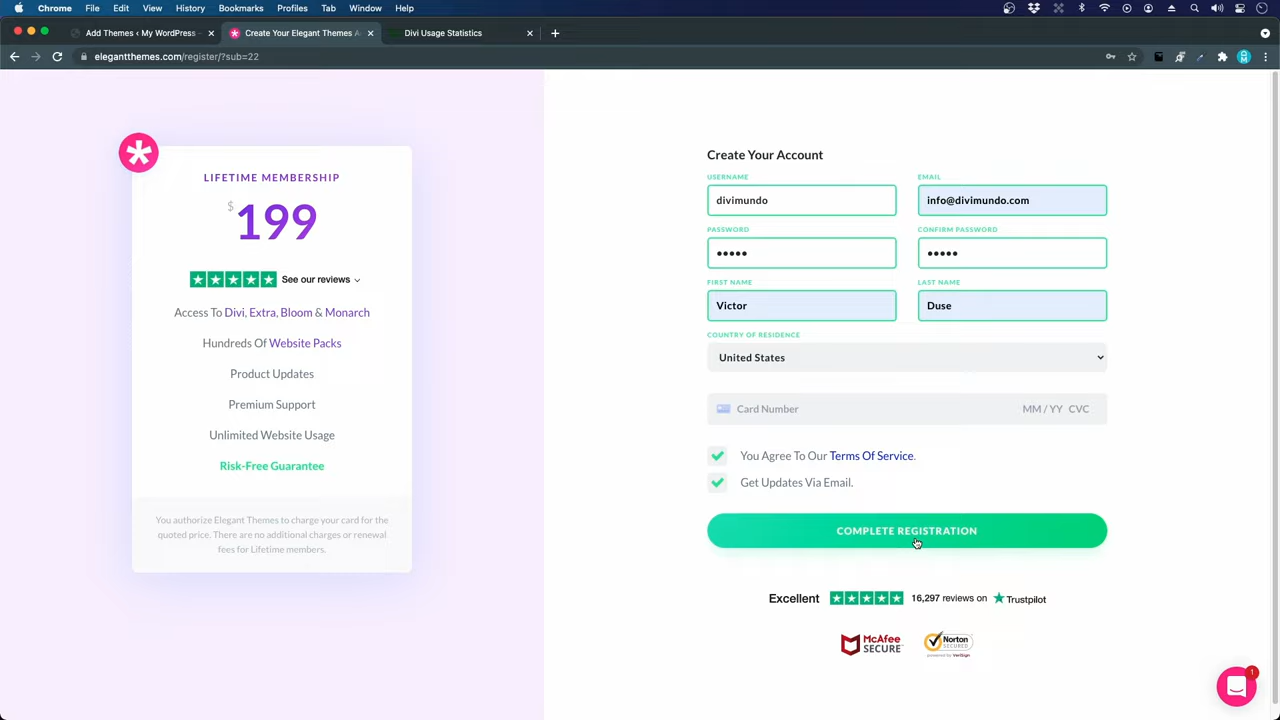 Chrome File Edit View History Bookmarks Profiles Tab Window Help
Add Themes ‹ My WordPress
Create Your Elegant Themes A
Divi Usage Statistics
elegantthemes.com/register/?sub=22
LIFETIME MEMBERSHIP
$199
See our reviews
Access To Divi, Extra, Bloom & Monarch
Hundreds Of Website Packs
Product Updates
Premium Support
Unlimited Website Usage
Risk-Free Guarantee
You authorize Elegant Themes to charge your card for the
quoted price. There are no additional charges or renewal
fees for Lifetime members.
Create Your Account
USERNAME
divimundo
EMAIL
info@divimundo.com
PASSWORD
•••••
CONFIRM PASSWORD
•••••
FIRST NAME
Victor
LAST NAME
Duse
COUNTRY OF RESIDENCE
United States
Card Number MM / YY CVC
You Agree To Our Terms Of Service.
Get Updates Via Email.
COMPLETE REGISTRATION
Excellent 16,297 reviews on Trustpilot
McAfee
SECURE
Norton
SECURED
powered by VeriSign
1